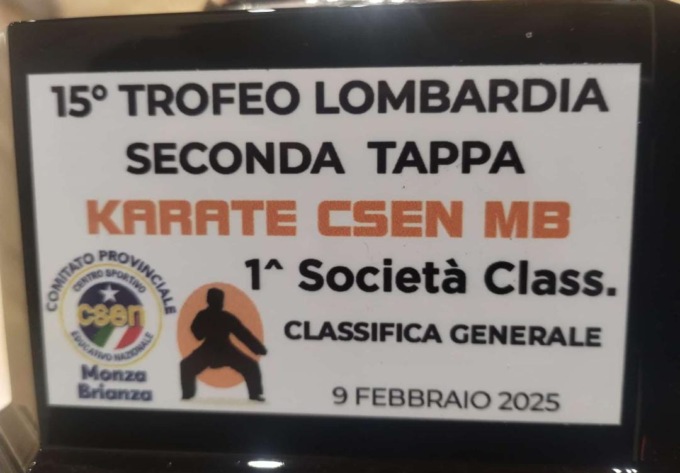 15° TROFEO LOMBARDIA
SECONDA TAPPA
KARATE CSEN MB
1^ Società Class.
CLASSIFICA GENERALE
9 FEBBRAIO 2025
COMITATO PROVINCIALE
CENTRO SPORTIVO
csen
EDUCATIVO NAZIONALE
Monza
Brianza